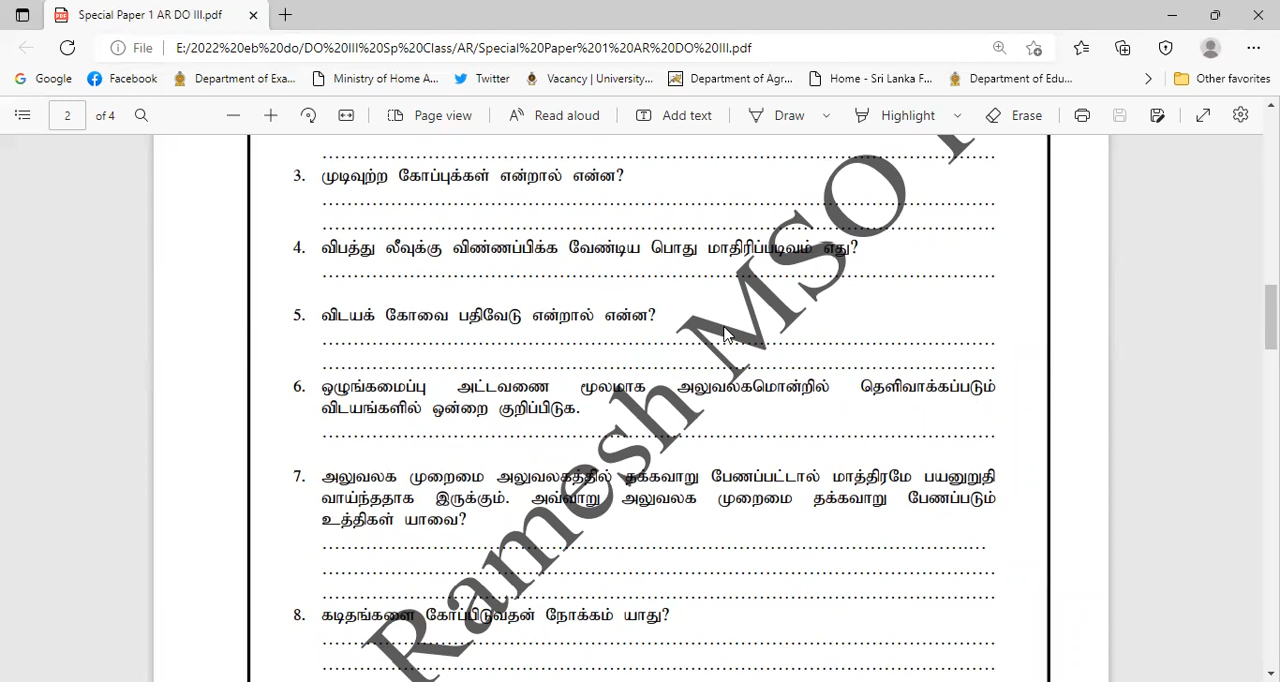 Special Paper 1 AR DO III.pdf
File
E:/2022%20eb%20do/DO%20III%20Sp%20Class/AR/Special%20Paper%201%20AR%20DO%20III.pdf
Google Facebook Department of Exa... Ministry of Home A... Twitter Vacancy | University... Department of Agr... Home - Sri Lanka F... Department of Edu... Other favorites
2 of 4 Page view Read aloud Add text Draw Highlight Erase
3. முடிவுற்ற கோப்புக்கள் என்றால் என்ன?
4. விபத்து லீவுக்கு விண்ணப்பிக்க வேண்டிய பொது மாதிரிப்படிவம் எது?
5. விடயக் கோவை பதிவேடு என்றால் என்ன?
6. ஒழுங்கமைப்பு அட்டவணை மூலமாக அலுவலகமொன்றில் தெளிவாக்கப்படும்
விடயங்களில் ஒன்றை குறிப்பிடுக.
7. அலுவலக முறைமை அலுவலகத்தில் தக்கவாறு பேணப்பட்டால் மாத்திரமே பயனுறுதி
வாய்ந்ததாக இருக்கும். அவ்வாறு அலுவலக முறைமை தக்கவாறு பேணப்படும்
உத்திகள் யாவை?
8. கடிதங்களை கோப்பிடுவதன் நோக்கம் யாது?
Ramesh MSO